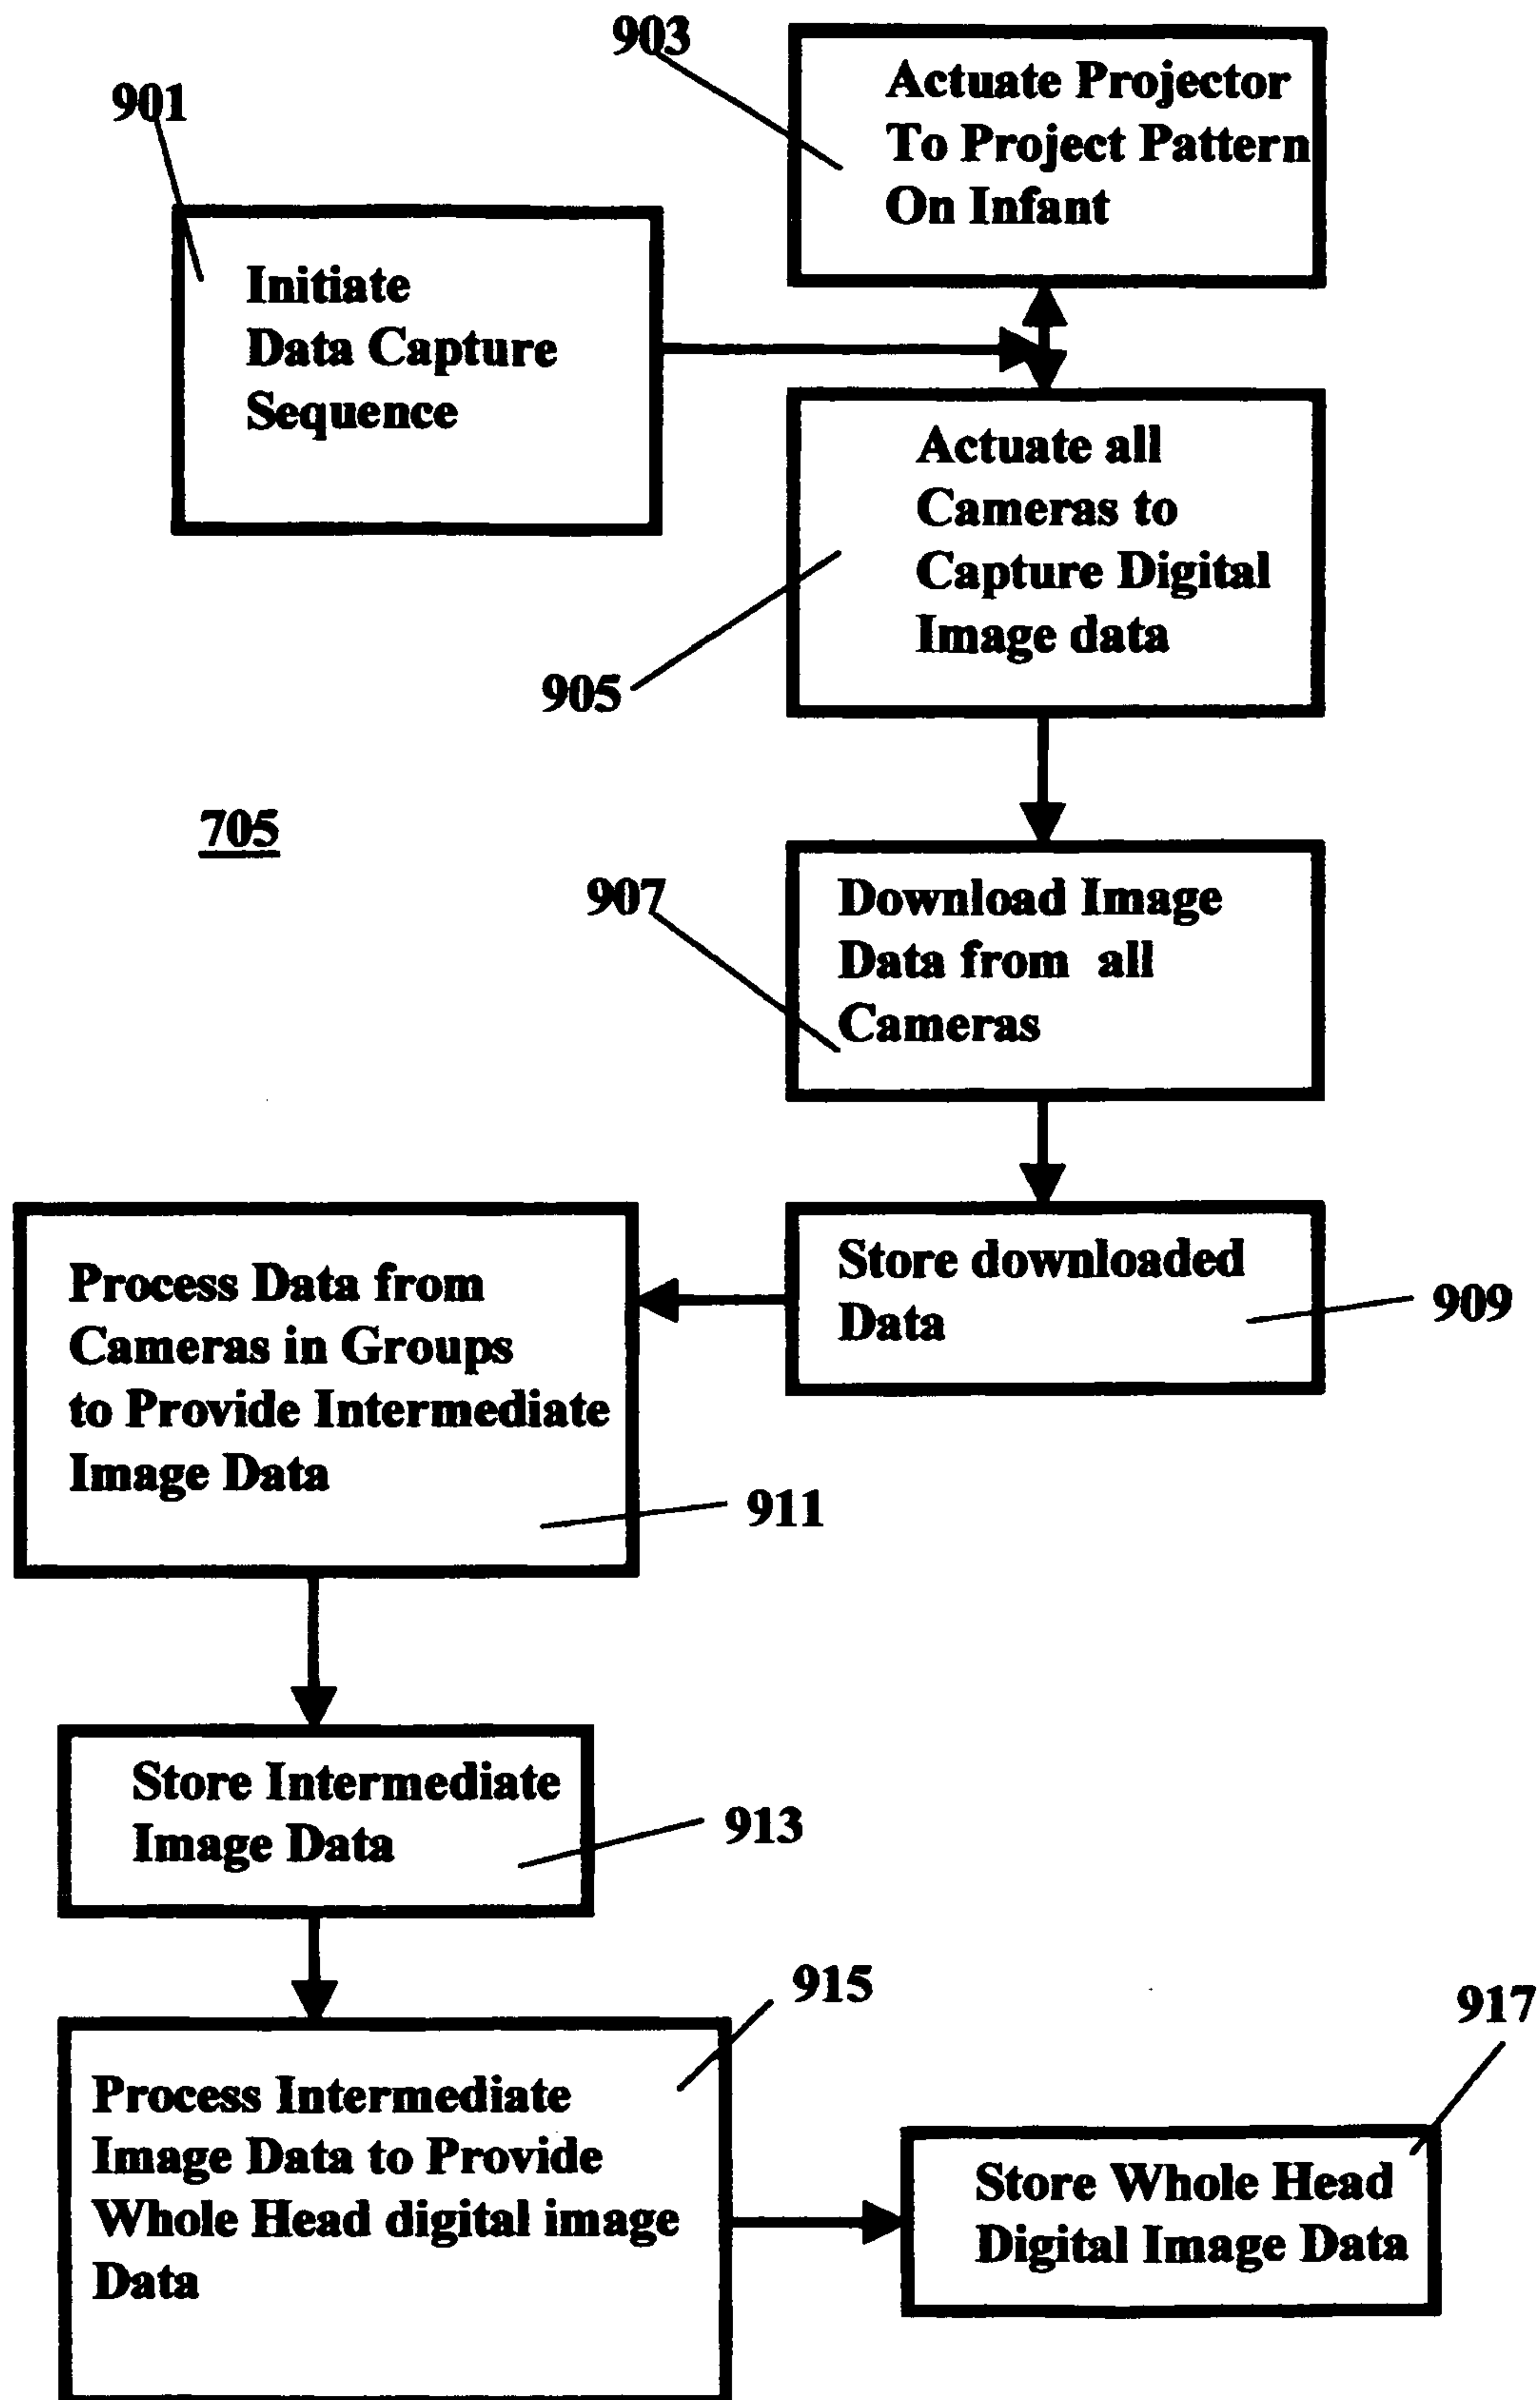 903
Actuate Projector
To Project Pattern
On Infant
901
Initiate
Data Capture
Sequence
Actuate all
Cameras to
Capture Digital
Image data
905
705
907
Download Image
Data from all
Cameras
Store downloaded
Data
909
Process Data from
Cameras in Groups
to Provide Intermediate
Image Data
911
Store Intermediate
Image Data
913
915
Process Intermediate
Image Data to Provide
Whole Head digital image
Data
917
Store Whole Head
Digital Image Data